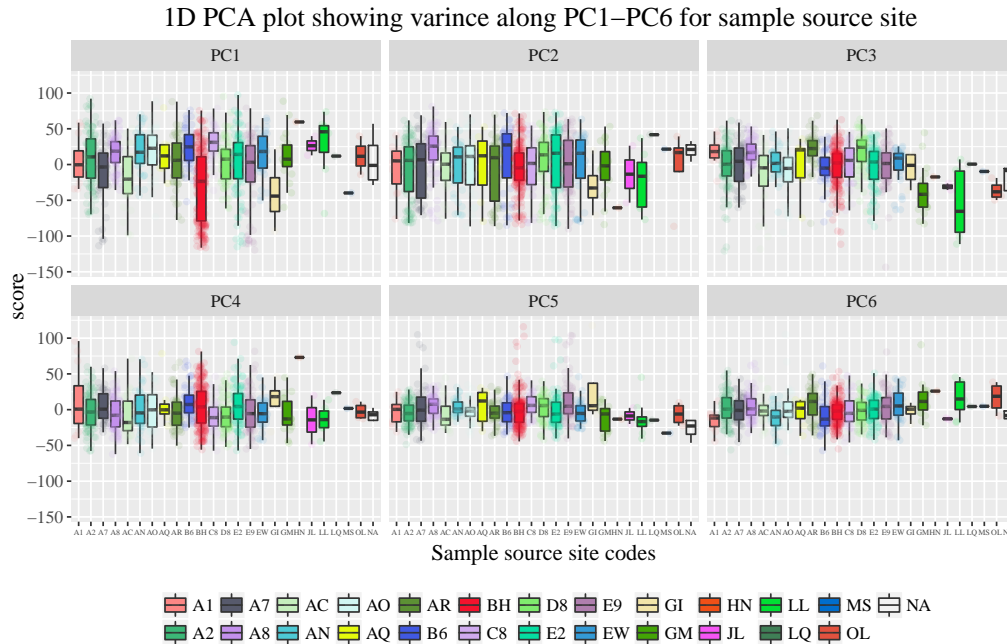 1D PCA plot showing varince along PC1–PC6 for sample source site
PC1 PC2 PC3
100
50
0
−50
−100
−150
score
PC4 PC5 PC6
100
50
0
−50
−100
−150
A1 A2 A7 A8 AC AN AO AQ AR B6 BH C8 D8 E2 E9 EW GI GM HN JL LL LQ MS OL NA A1 A2 A7 A8 AC AN AO AQ AR B6 BH C8 D8 E2 E9 EW GI GM HN JL LL LQ MS OL NA A1 A2 A7 A8 AC AN AO AQ AR B6 BH C8 D8 E2 E9 EW GI GM HN JL LL LQ MS OL N
Sample source site codes
A1 A7 AC AO AR BH D8 E9 GI HN LL MS NA
A2 A8 AN AQ B6 C8 E2 EW GM JL LQ OL